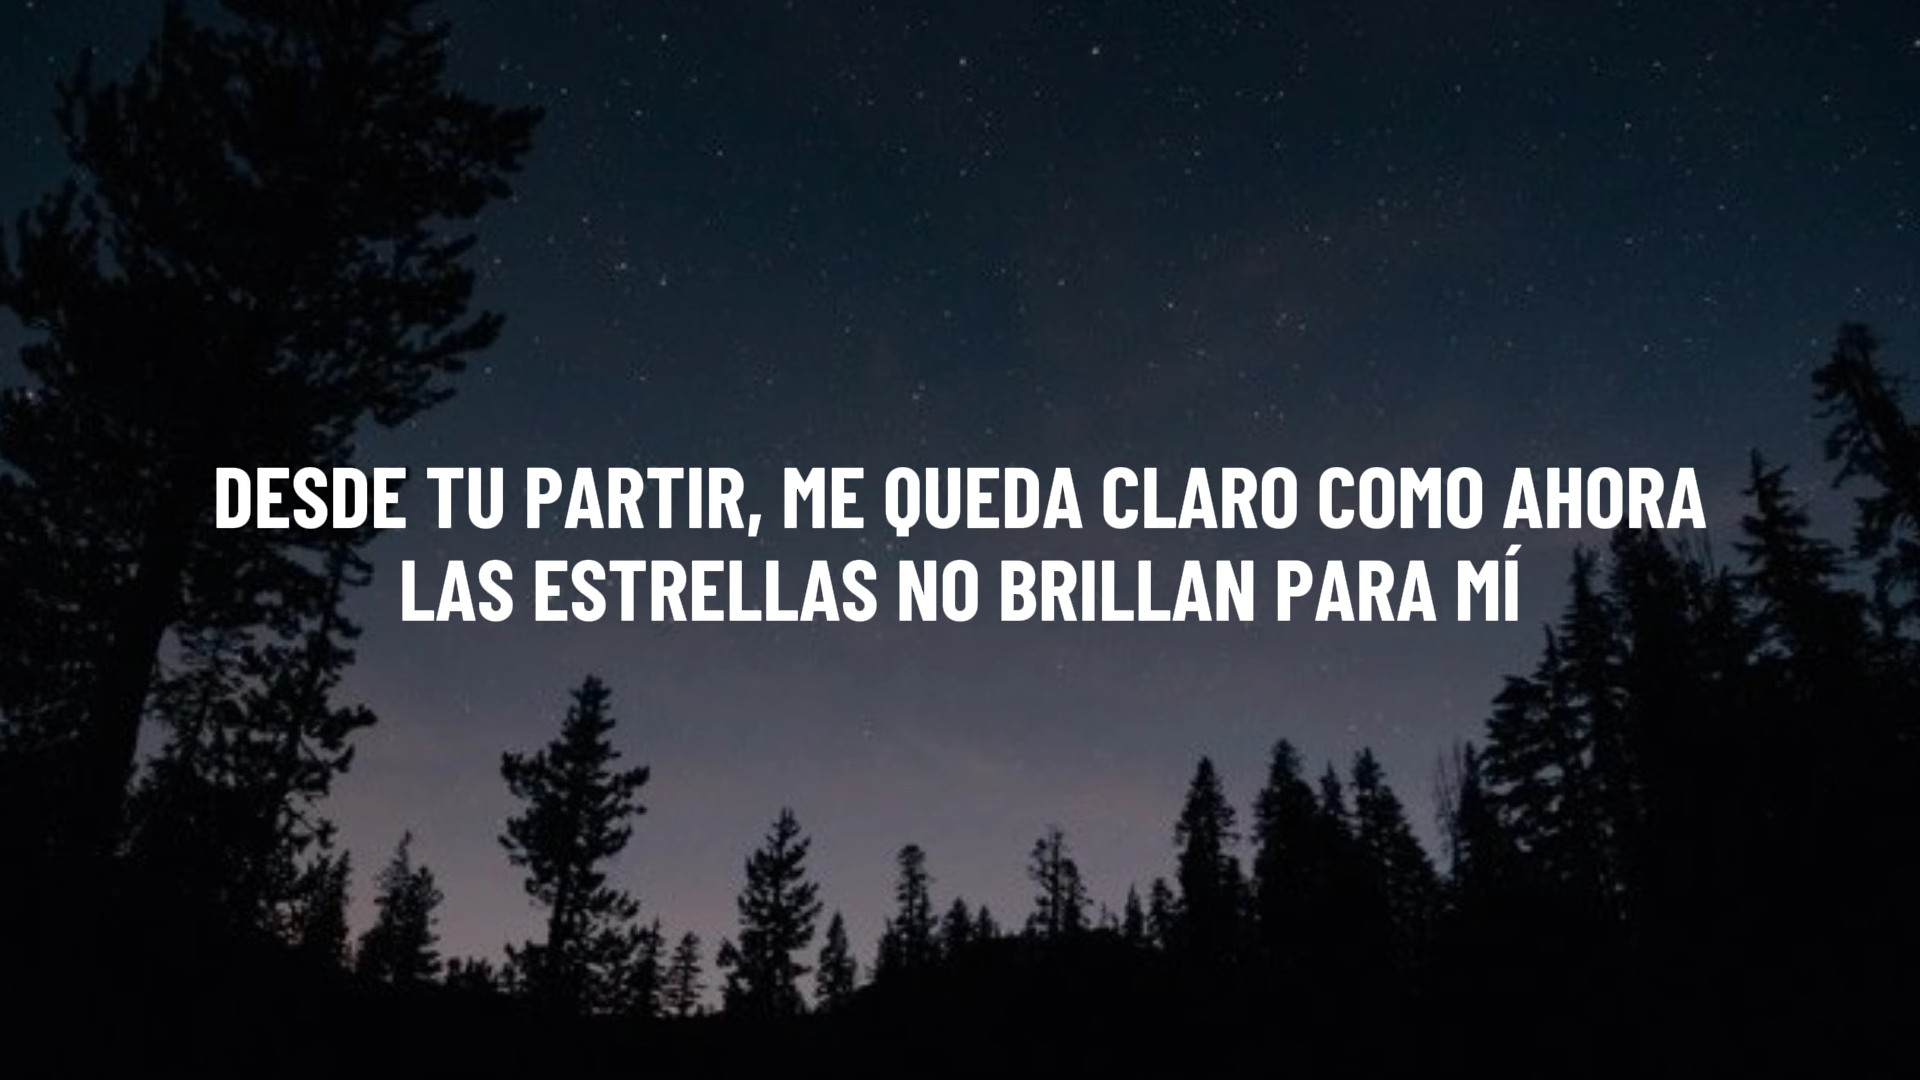 DESDE TU PARTIR, ME QUEDA CLARO COMO AHORA
LAS ESTRELLAS NO BRILLAN PARA MÍ